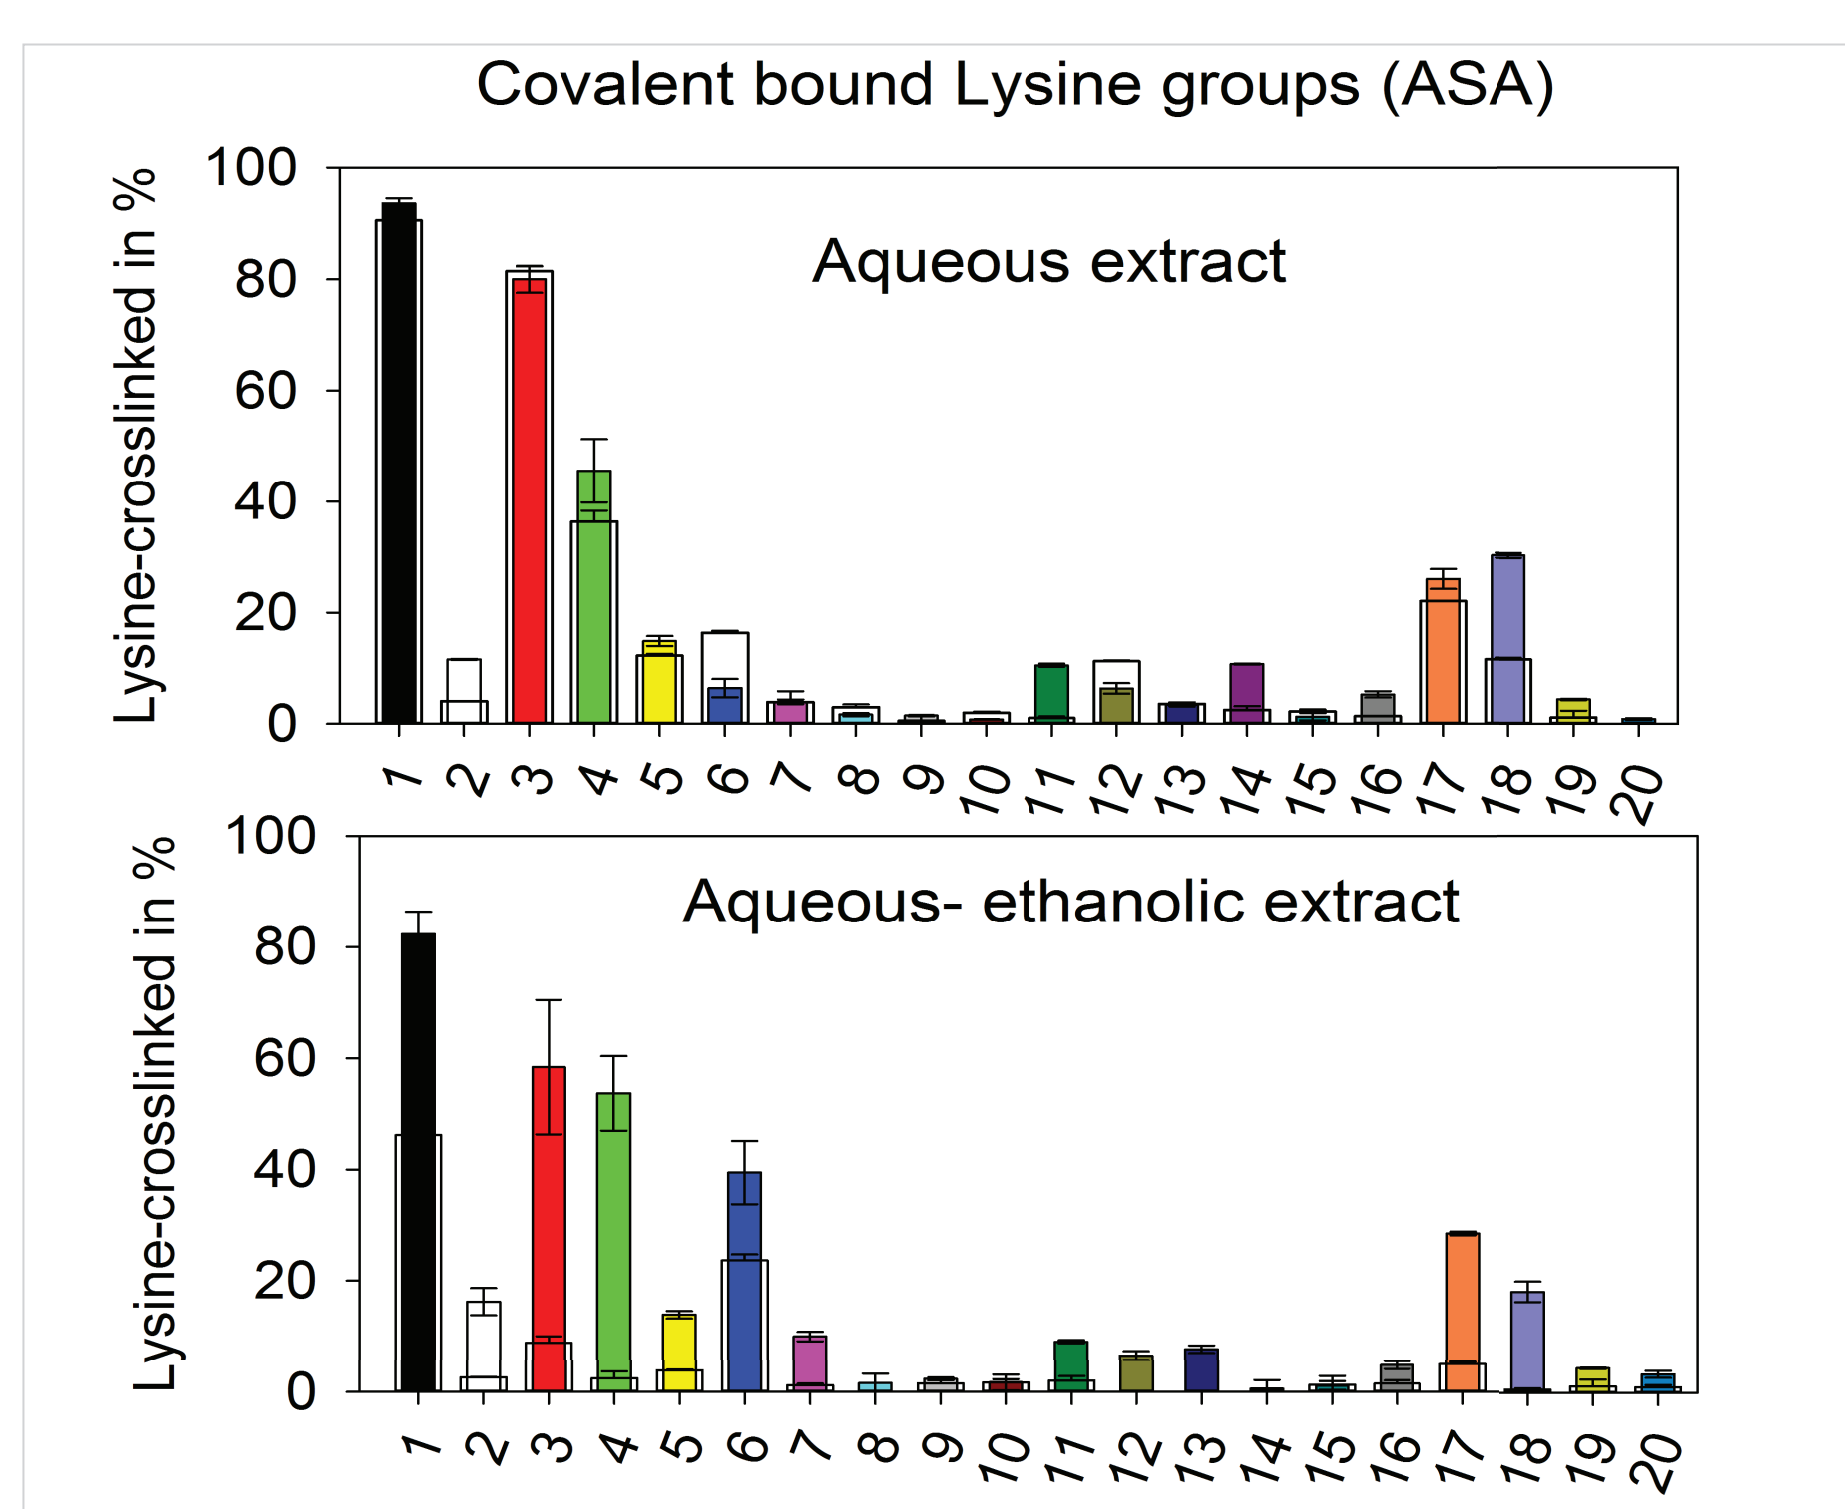 Covalent bound Lysine groups (ASA)
Lysine-crosslinked in %
100
80
60
40
20
0
Aqueous extract
1 2 3 4 5 6 7 8 9 10 11 12 13 14 15 16 17 18 19 20
Lysine-crosslinked in %
100
80
60
40
20
0
Aqueous- ethanolic extract
1 2 3 4 5 6 7 8 9 10 11 12 13 14 15 16 17 18 19 20